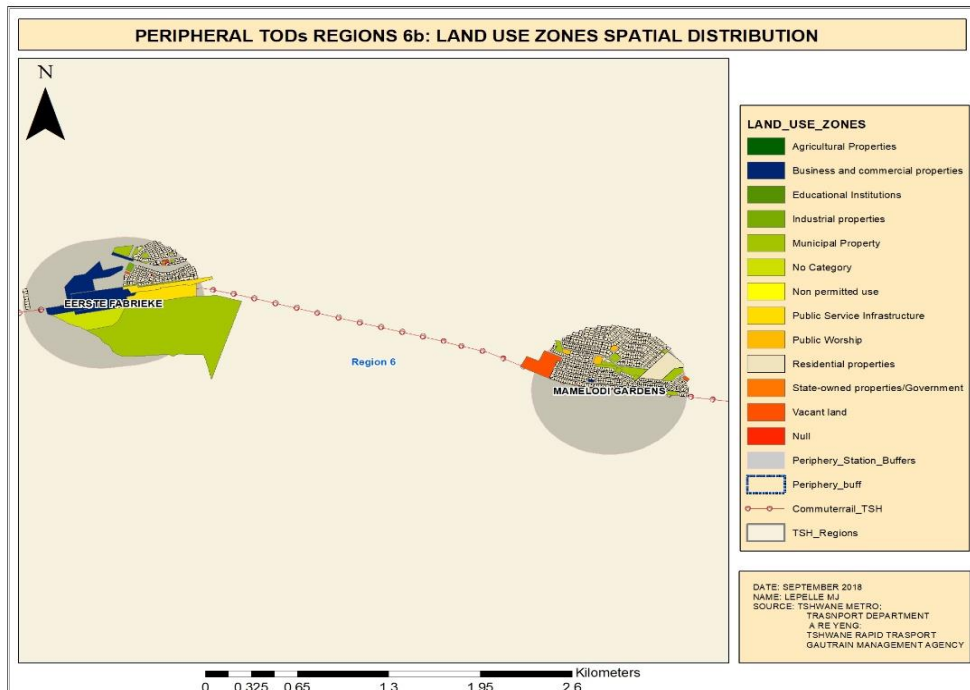 PERIPHERAL TODs REGIONS 6b: LAND USE ZONES SPATIAL DISTRIBUTION
N
EERSTE FABRIEKE
Region 6
MAMELODI GARDENS
LAND_USE_ZONES
Agricultural Properties
Business and commercial properties
Educational Institutions
Industrial properties
Municipal Property
No Category
Non permitted use
Public Service Infrastructure
Public Worship
Residential properties
State-owned properties/Government
Vacant land
Null
Periphery_Station_Buffers
Periphery_buff
Commuterrail_TSH
TSH_Regions
DATE: SEPTEMBER 2018
NAME: LEPELLE MJ
SOURCE: TSHWANE METRO;
TRASNPORT DEPARTMENT
A RE YENG:
TSHWANE RAPID TRASPORT
GAUTRAIN MANAGEMENT AGENCY
Kilometers
0 0.325 0.65 1.3 1.95 2.6